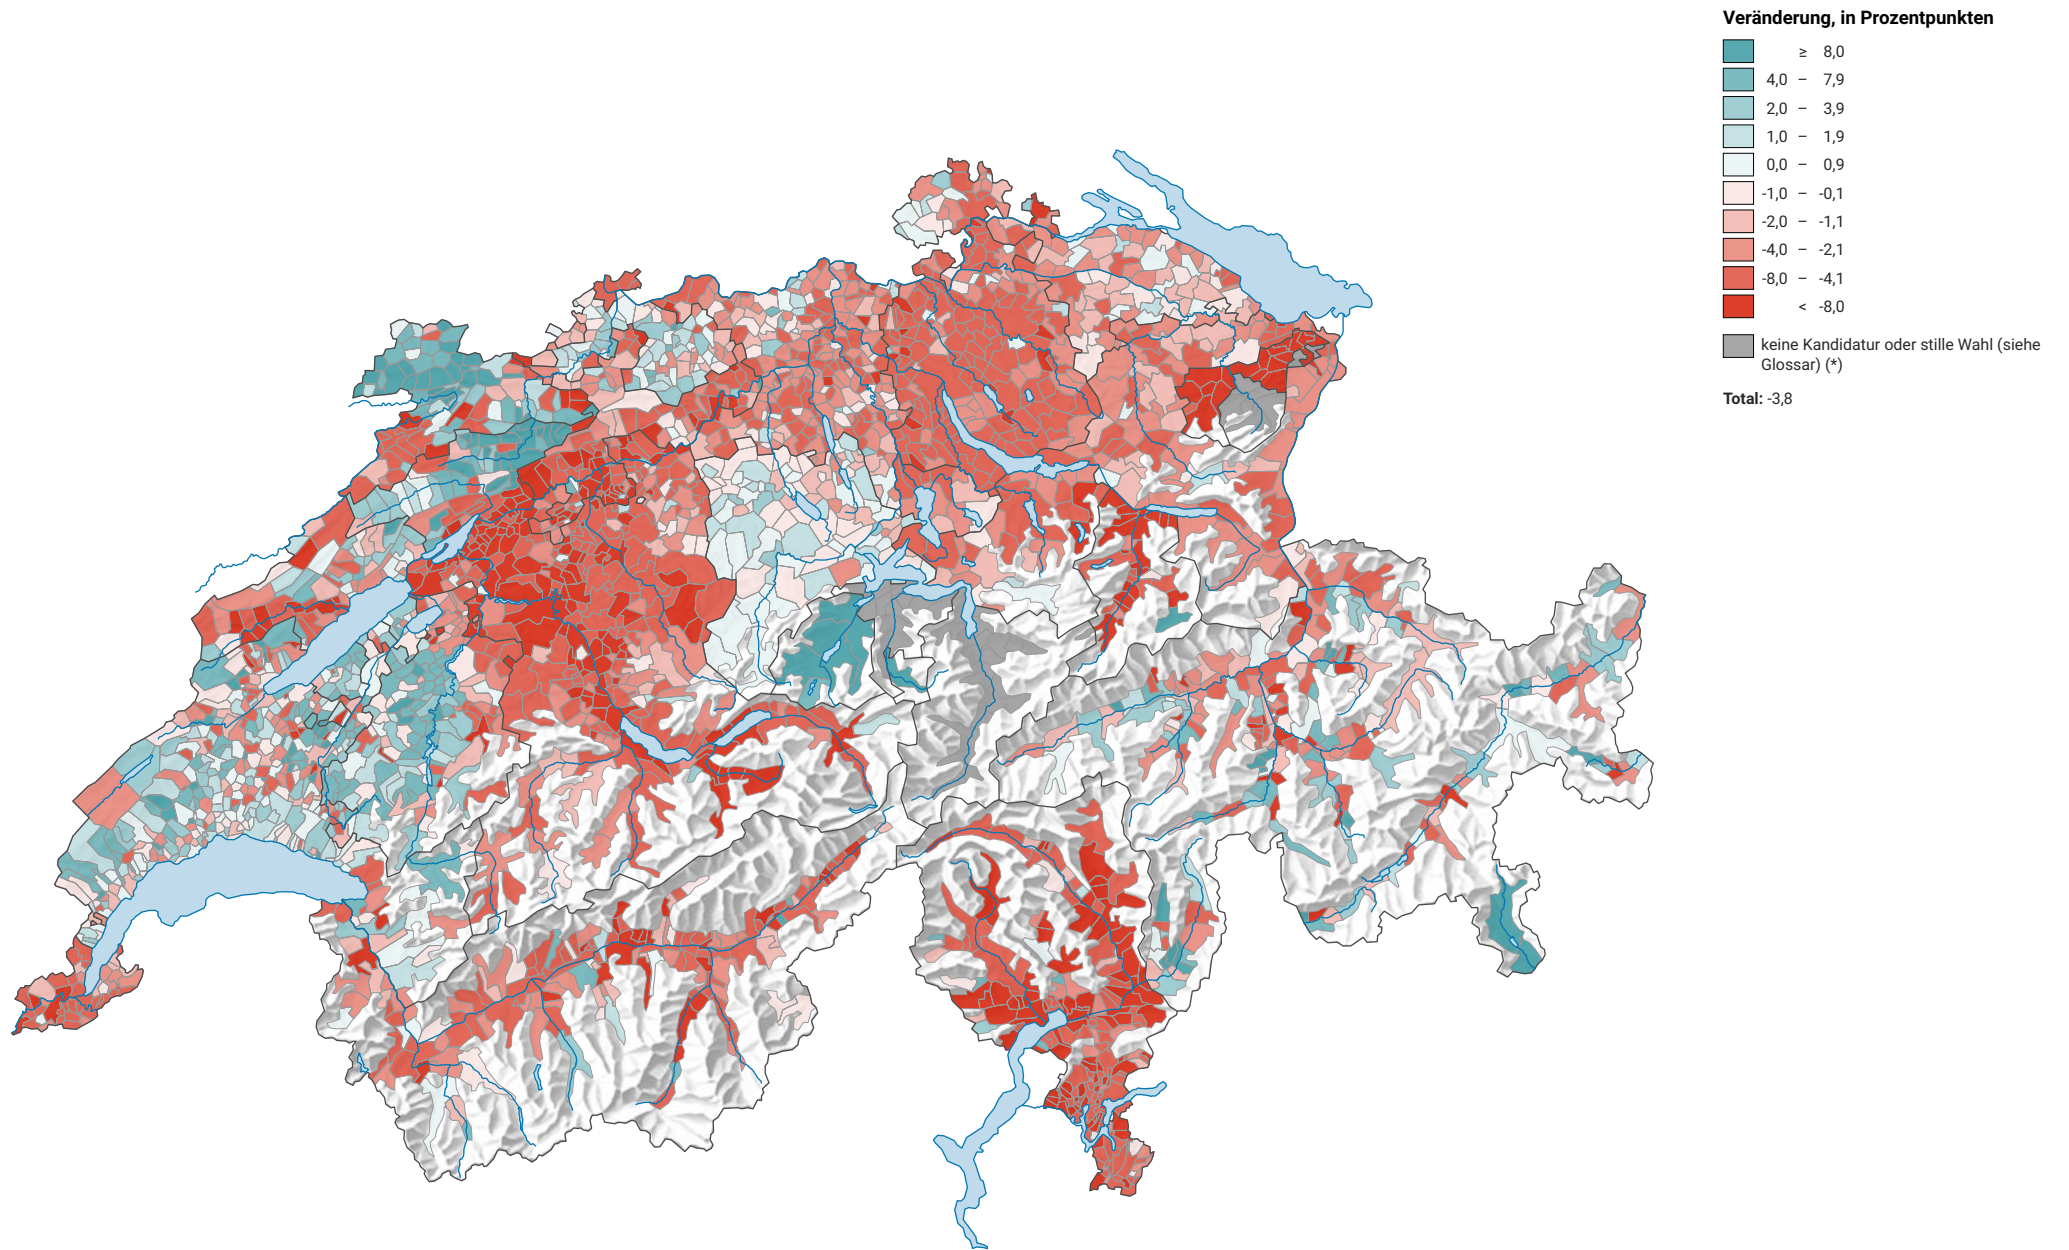 Veränderung, in Prozentpunkten
≥ 8,0
4,0 – 7,9
2,0 – 3,9
1,0 – 1,9
0,0 – 0,9
-1,0 – -0,1
-2,0 – -1,1
-4,0 – -2,1
-8,0 – -4,1
< -8,0
keine Kandidatur oder stille Wahl (siehe
Glossar) (*)
Total: -3,8